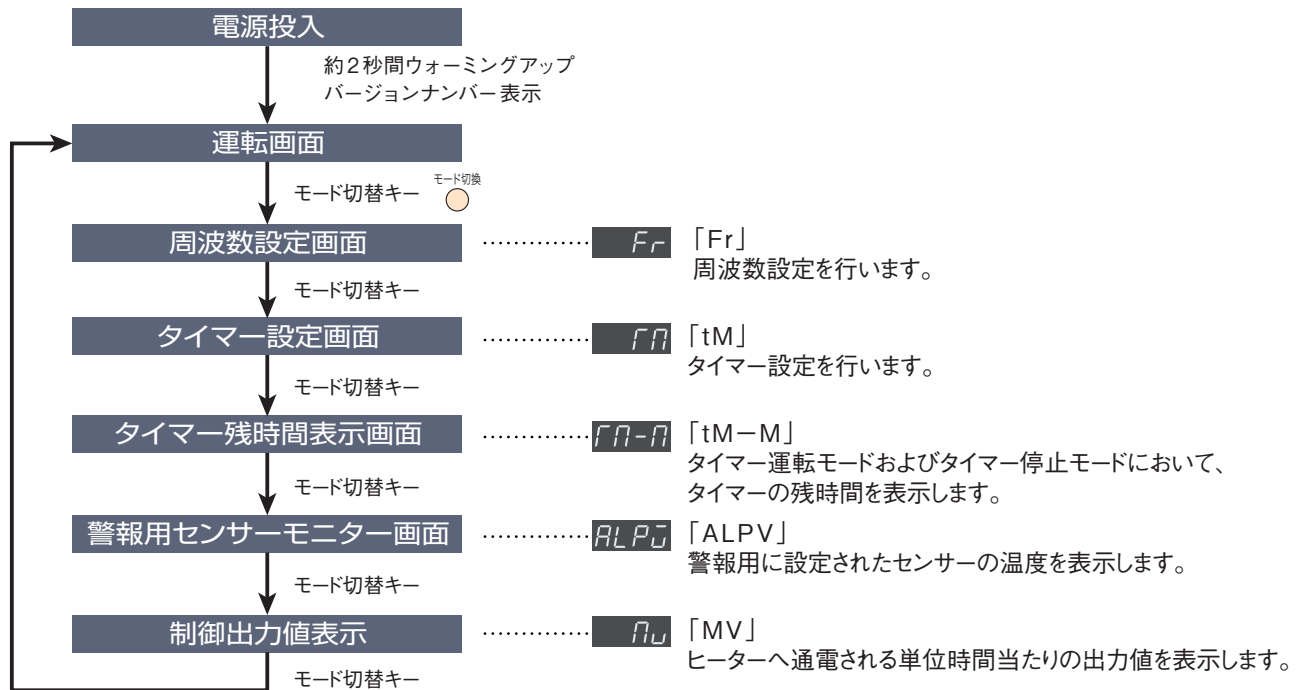 電源投入
約2秒間ウォーミングアップ
バージョンナンバー表示
運転画面
モード切替キー
モード切換
周波数設定画面
Fr
「Fr」
周波数設定を行います。
モード切替キー
タイマー設定画面
TM
「tM」
タイマー設定を行います。
モード切替キー
タイマー残時間表示画面
TM-M
「tM－M」
タイマー運転モードおよびタイマー停止モードにおいて、
タイマーの残時間を表示します。
モード切替キー
警報用センサーモニター画面
ALPV
「ALPV」
警報用に設定されたセンサーの温度を表示します。
モード切替キー
制御出力値表示
Mv
「MV」
ヒーターへ通電される単位時間当たりの出力値を表示します。
モード切替キー